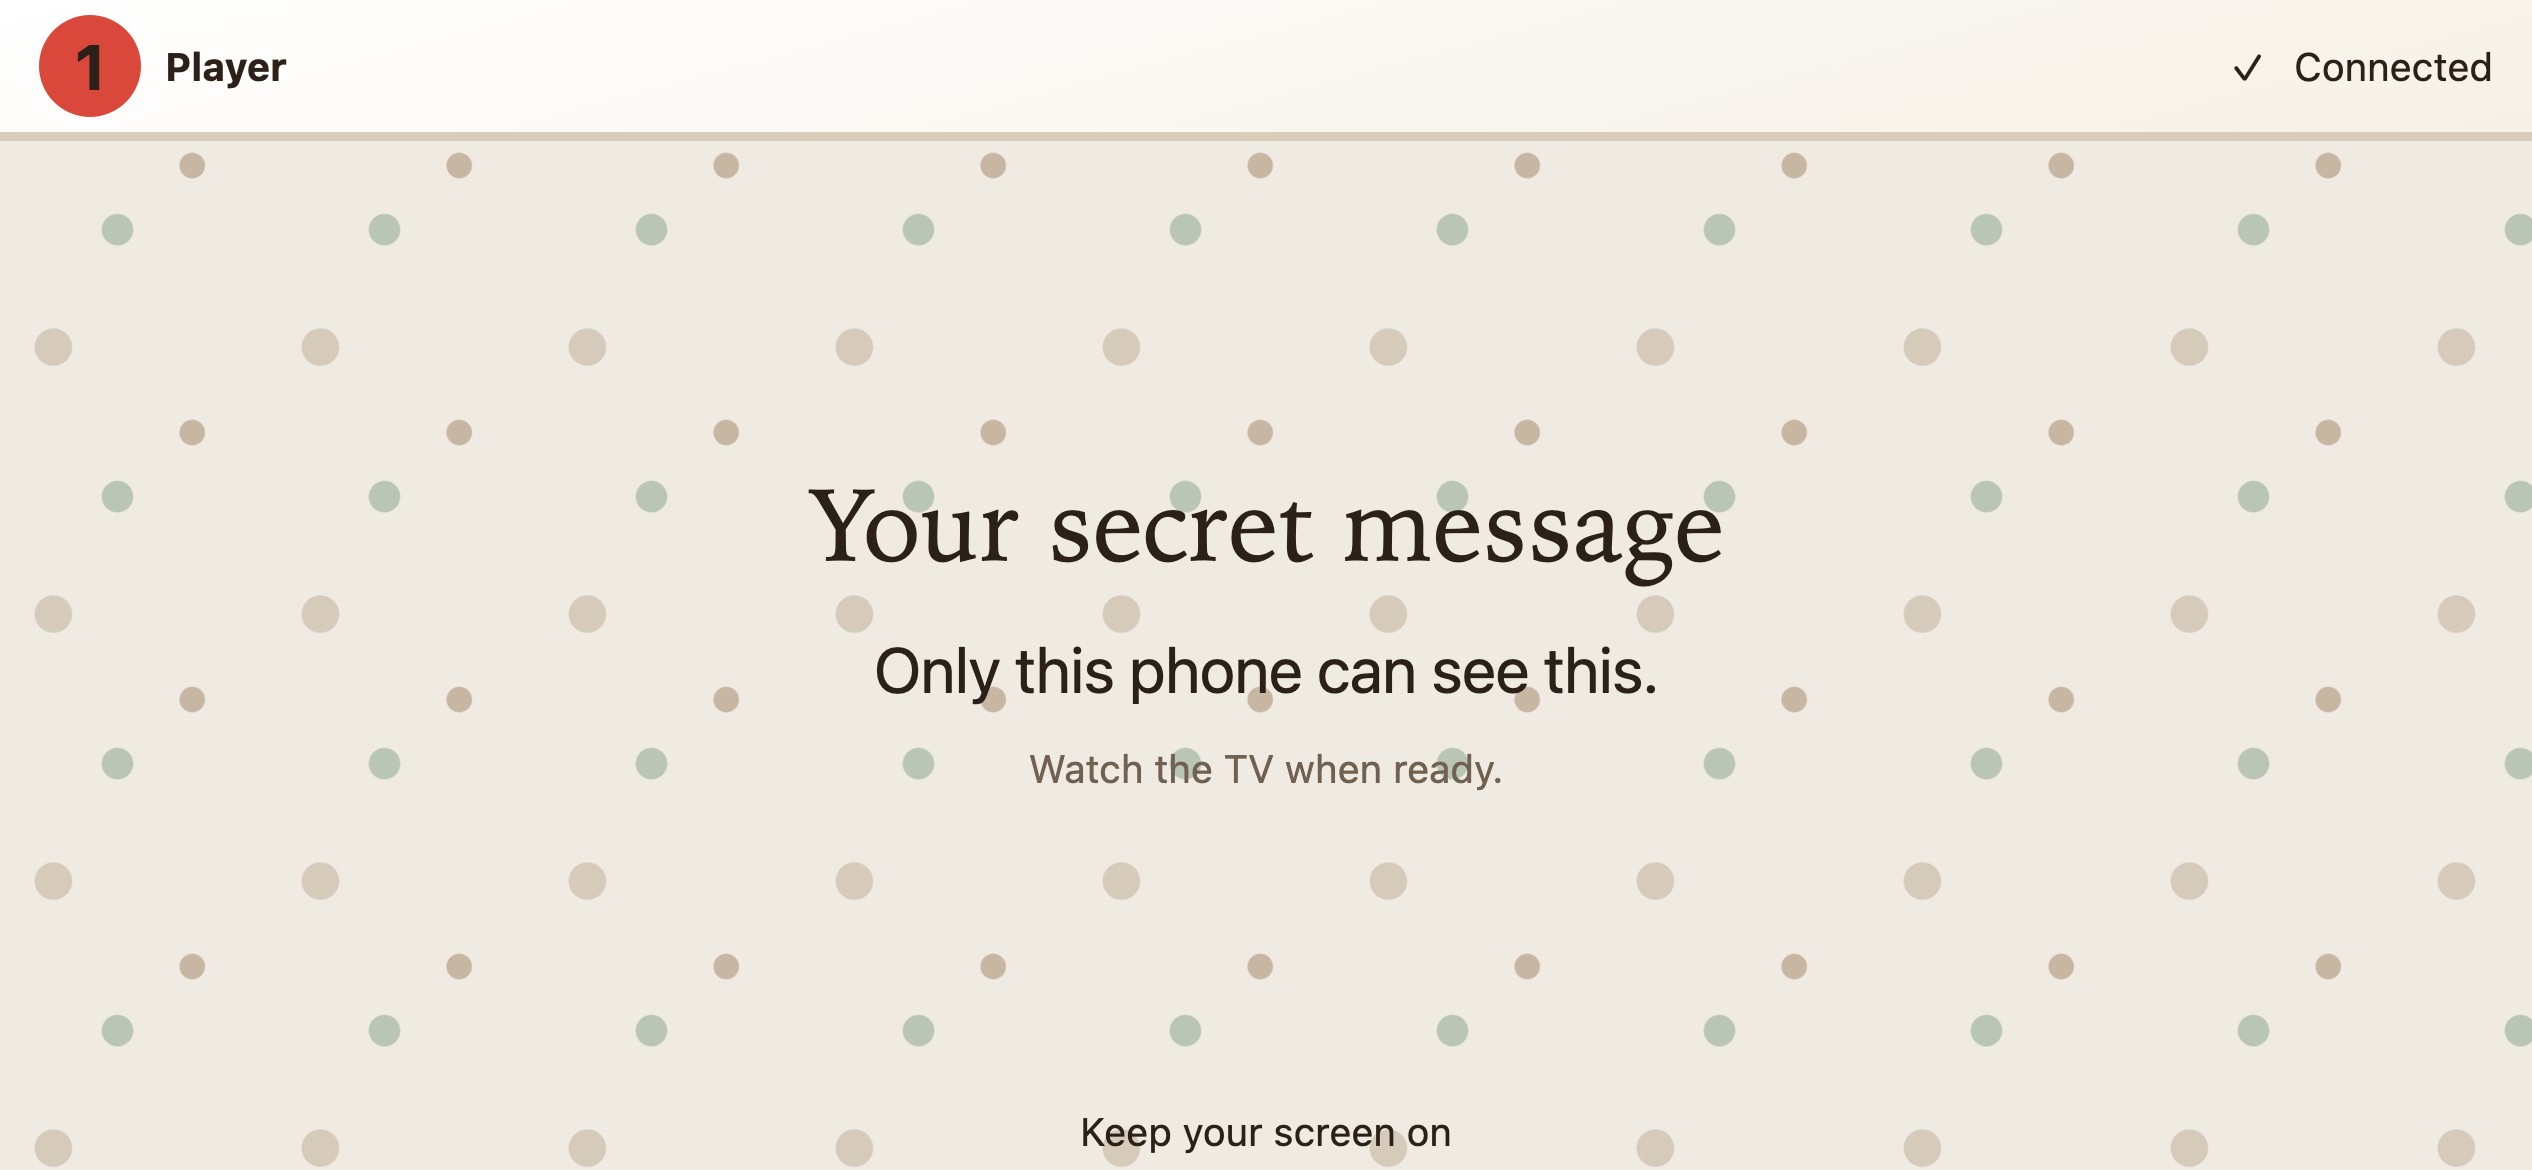 1 Player
✓ Connected
Your secret message
Only this phone can see this.
Watch the TV when ready.
Keep your screen on